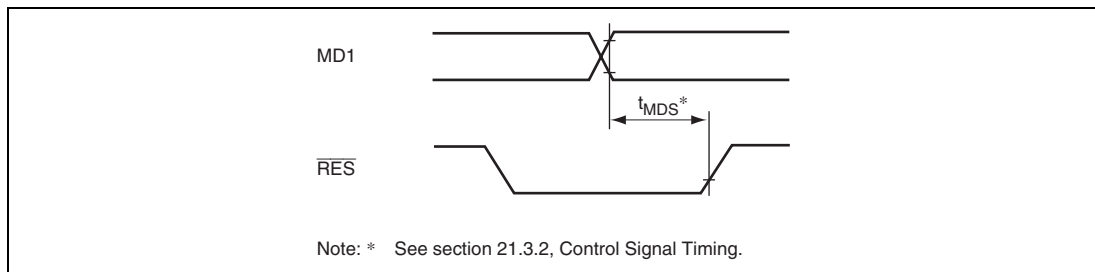 MD1
tMDS*
RES
Note: * See section 21.3.2, Control Signal Timing.